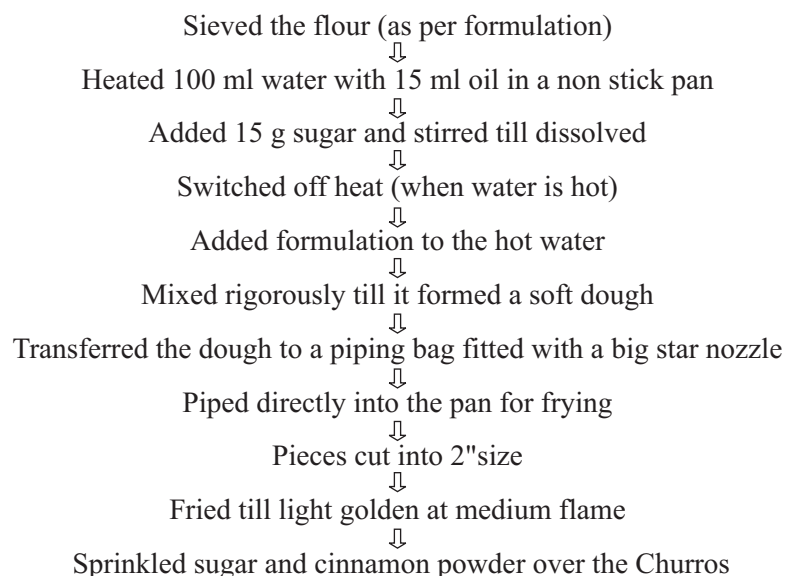 Sieved the flour (as per formulation)
⇩
Heated 100 ml water with 15 ml oil in a non stick pan
⇩
Added 15 g sugar and stirred till dissolved
⇩
Switched off heat (when water is hot)
⇩
Added formulation to the hot water
⇩
Mixed rigorously till it formed a soft dough
⇩
Transferred the dough to a piping bag fitted with a big star nozzle
⇩
Piped directly into the pan for frying
⇩
Pieces cut into 2"size
⇩
Fried till light golden at medium flame
⇩
Sprinkled sugar and cinnamon powder over the Churros